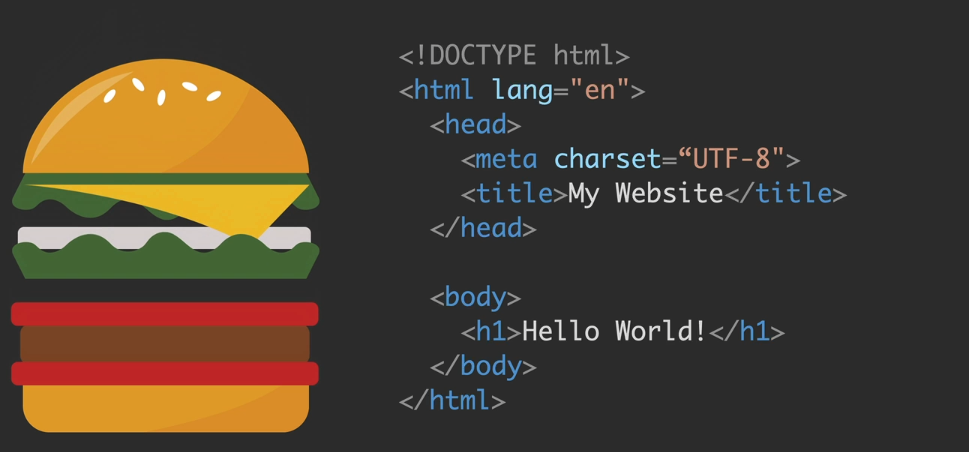 <!DOCTYPE html>
<html lang="en">
<head>
<meta charset=“UTF-8">
<title>My Website</title>
</head>
<body>
<h1>Hello World!</h1>
</body>
</html>